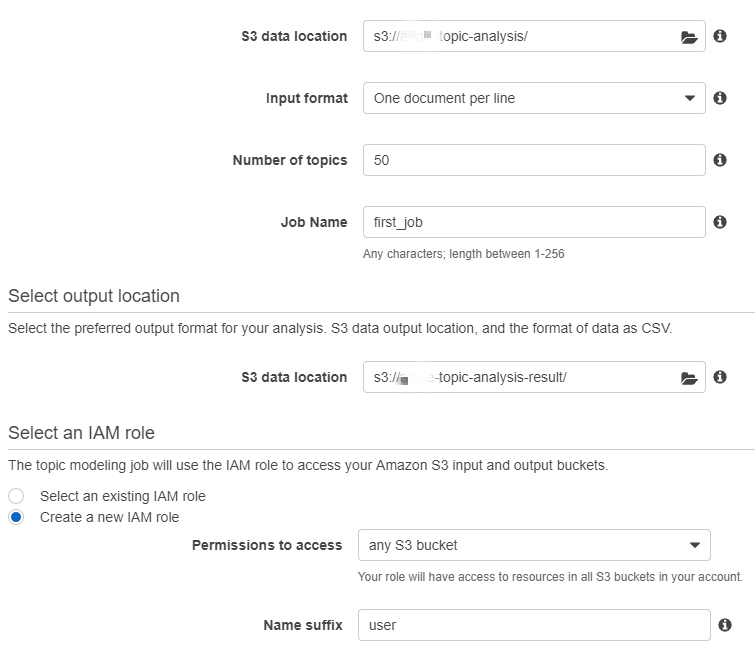 S3 data location s3:// topic-analysis/
Input format One document per line
Number of topics 50
Job Name first_job
Any characters; length between 1-256
Select output location
Select the preferred output format for your analysis. S3 data output location, and the format of data as CSV.
S3 data location s3:// -topic-analysis-result/
Select an IAM role
The topic modeling job will use the IAM role to access your Amazon S3 input and output buckets.
Select an existing IAM role
Create a new IAM role
Permissions to access any S3 bucket
Your role will have access to resources in all S3 buckets in your account.
Name suffix user